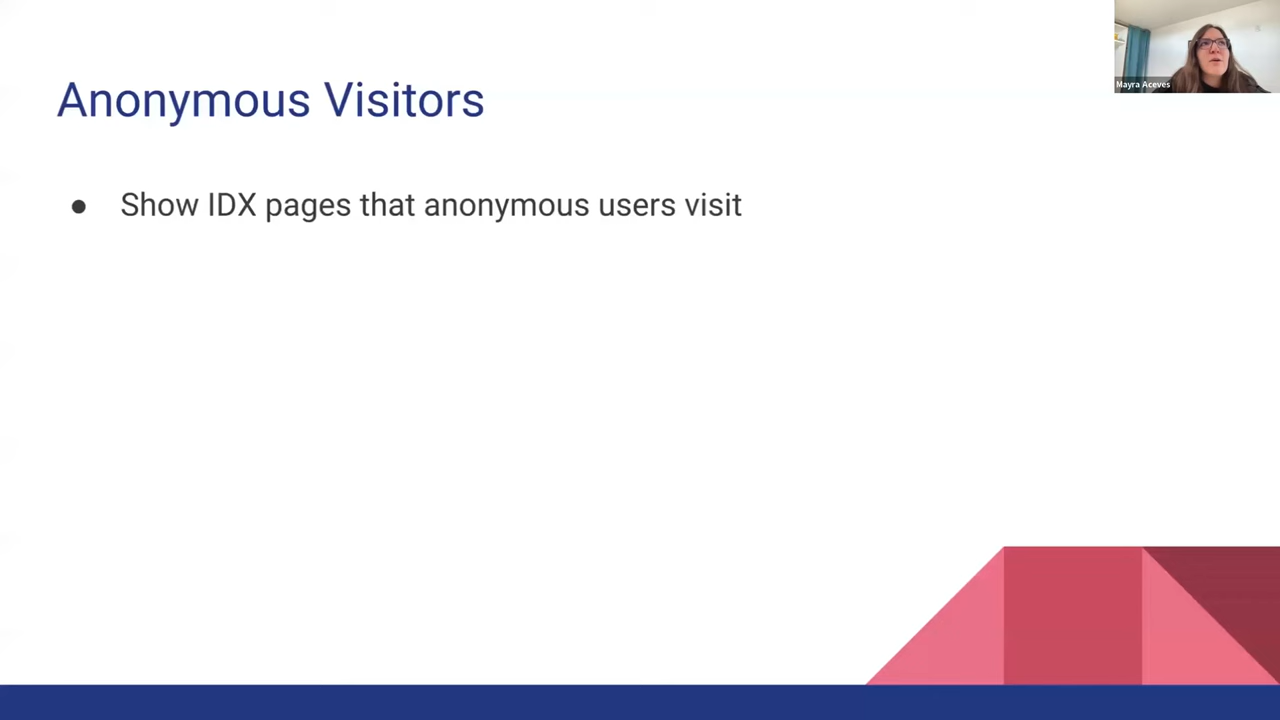 Anonymous Visitors
● Show IDX pages that anonymous users visit
Mayra Aceves